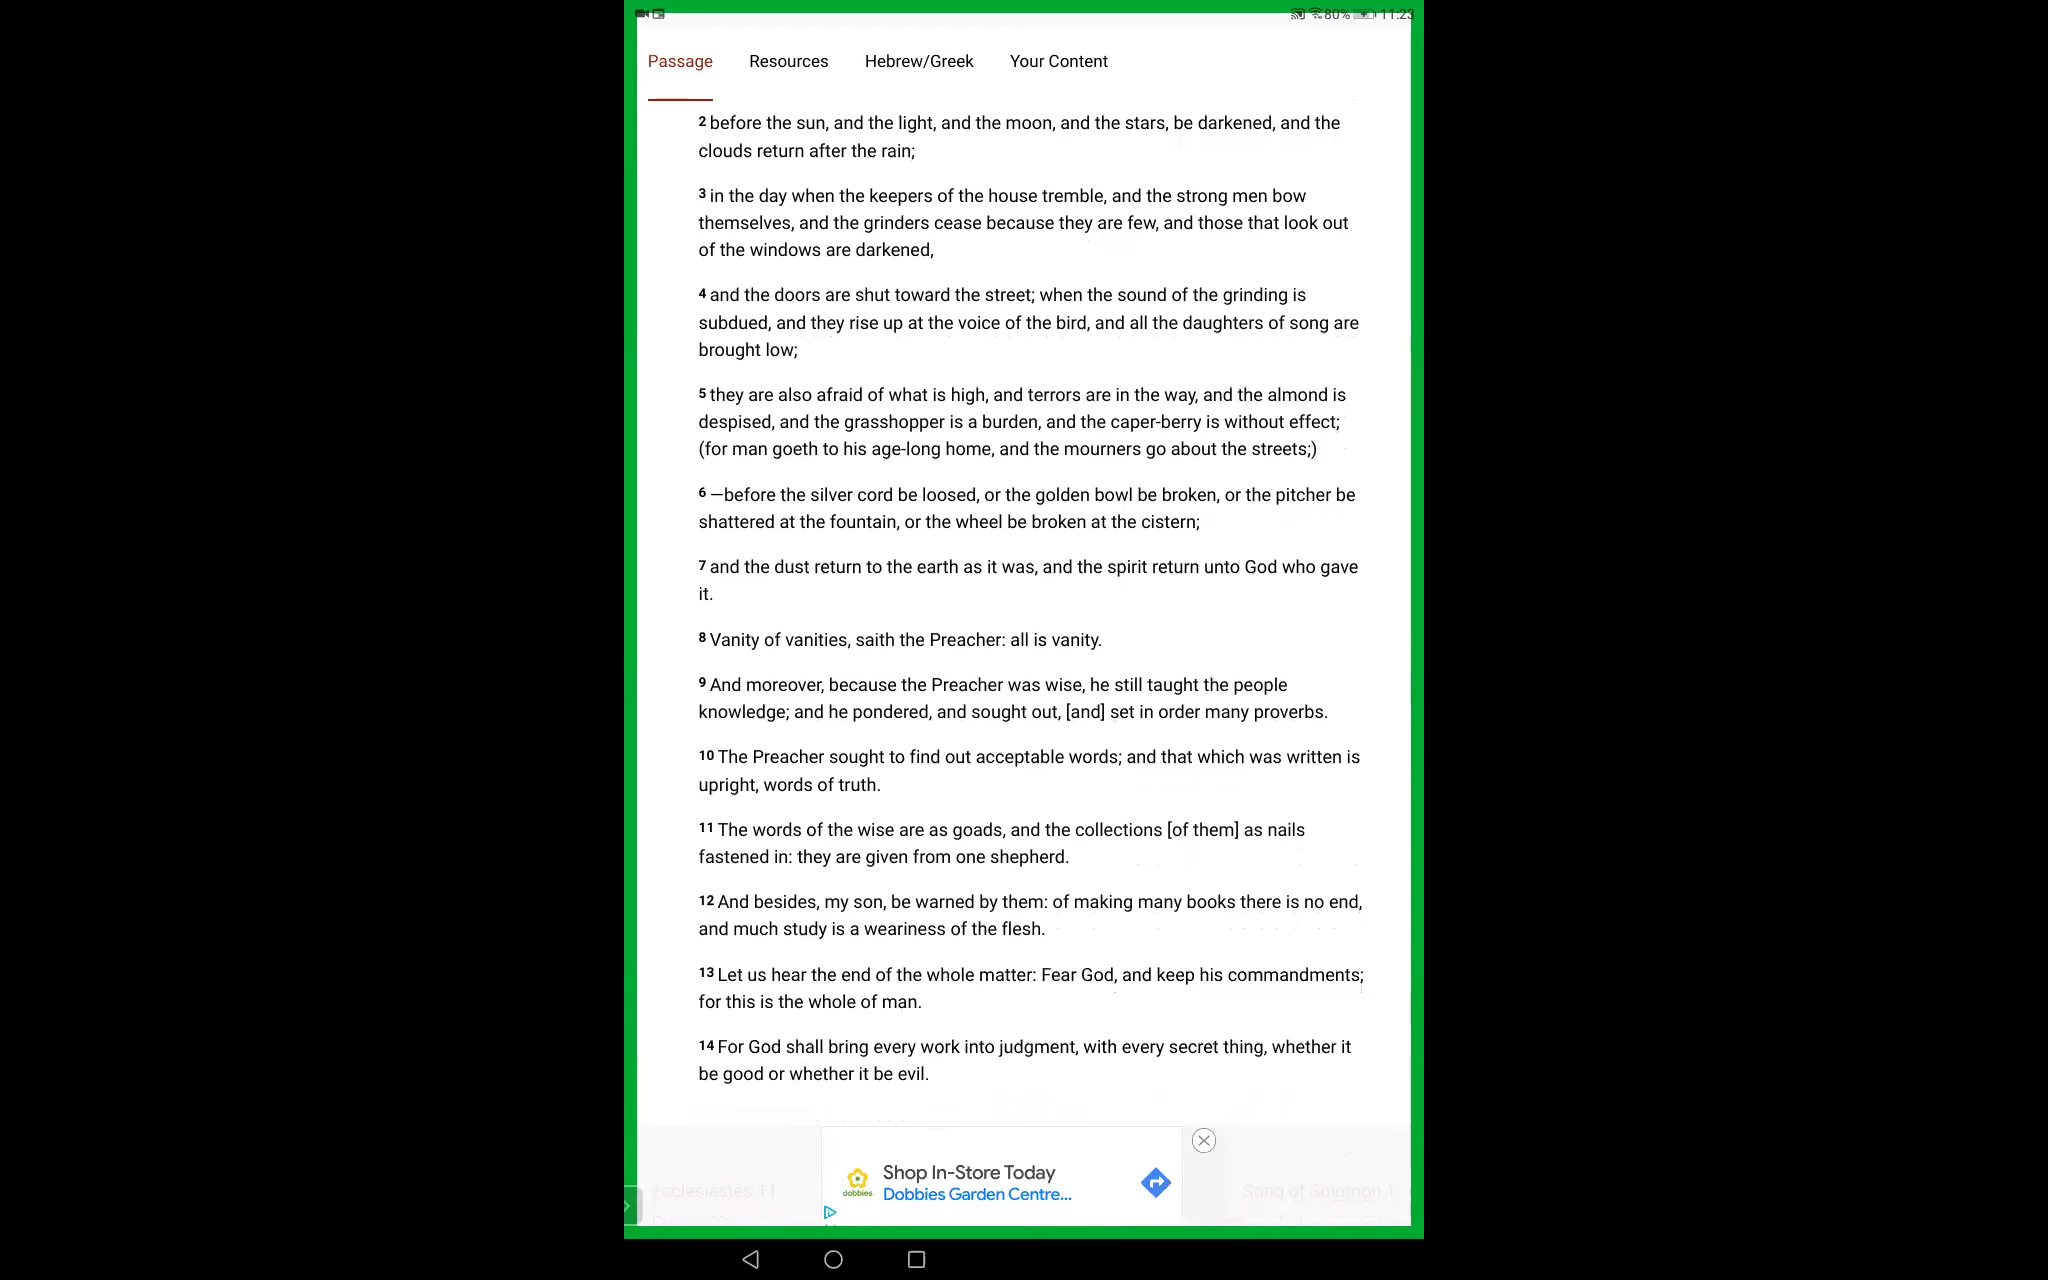 80% 11:23
Passage Resources Hebrew/Greek Your Content
2 before the sun, and the light, and the moon, and the stars, be darkened, and the
clouds return after the rain;
3 in the day when the keepers of the house tremble, and the strong men bow
themselves, and the grinders cease because they are few, and those that look out
of the windows are darkened,
4 and the doors are shut toward the street; when the sound of the grinding is
subdued, and they rise up at the voice of the bird, and all the daughters of song are
brought low;
5 they are also afraid of what is high, and terrors are in the way, and the almond is
despised, and the grasshopper is a burden, and the caper-berry is without effect;
(for man goeth to his age-long home, and the mourners go about the streets;)
6 —before the silver cord be loosed, or the golden bowl be broken, or the pitcher be
shattered at the fountain, or the wheel be broken at the cistern;
7 and the dust return to the earth as it was, and the spirit return unto God who gave
it.
8 Vanity of vanities, saith the Preacher: all is vanity.
9 And moreover, because the Preacher was wise, he still taught the people
knowledge; and he pondered, and sought out, [and] set in order many proverbs.
10 The Preacher sought to find out acceptable words; and that which was written is
upright, words of truth.
11 The words of the wise are as goads, and the collections [of them] as nails
fastened in: they are given from one shepherd.
12 And besides, my son, be warned by them: of making many books there is no end,
and much study is a weariness of the flesh.
13 Let us hear the end of the whole matter: Fear God, and keep his commandments;
for this is the whole of man.
14 For God shall bring every work into judgment, with every secret thing, whether it
be good or whether it be evil.
Shop In-Store Today
dobbies Dobbies Garden Centre...
Ecclesiastes 11 Song of Solomon 1